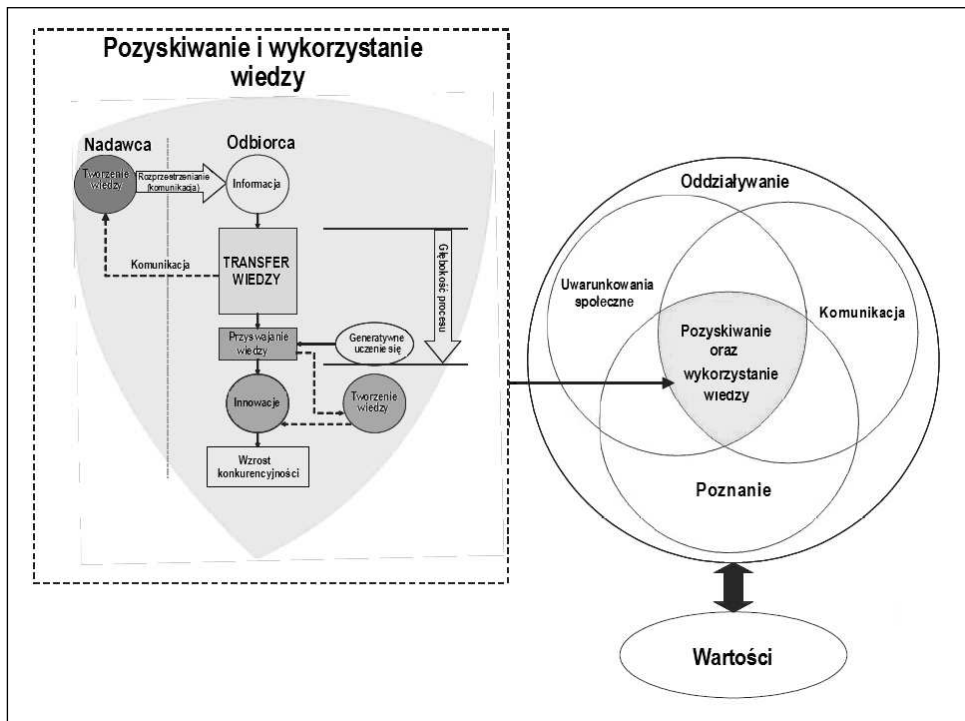 Pozyskiwanie i wykorzystanie
wiedzy
Nadawca
Odbiorca
Tworzenie
wiedzy
Rozprzestrzenianie
(komunikacja)
Informacja
Komunikacja
TRANSFER
WIEDZY
Głębokość procesu
Przyswajanie
wiedzy
Generatywne
uczenie się
Innowacje
Tworzenie
wiedzy
Wzrost
konkurencyjności
Oddziaływanie
Uwarunkowania
społeczne
Komunikacja
Pozyskiwanie
oraz
wykorzystanie
wiedzy
Poznanie
Wartości